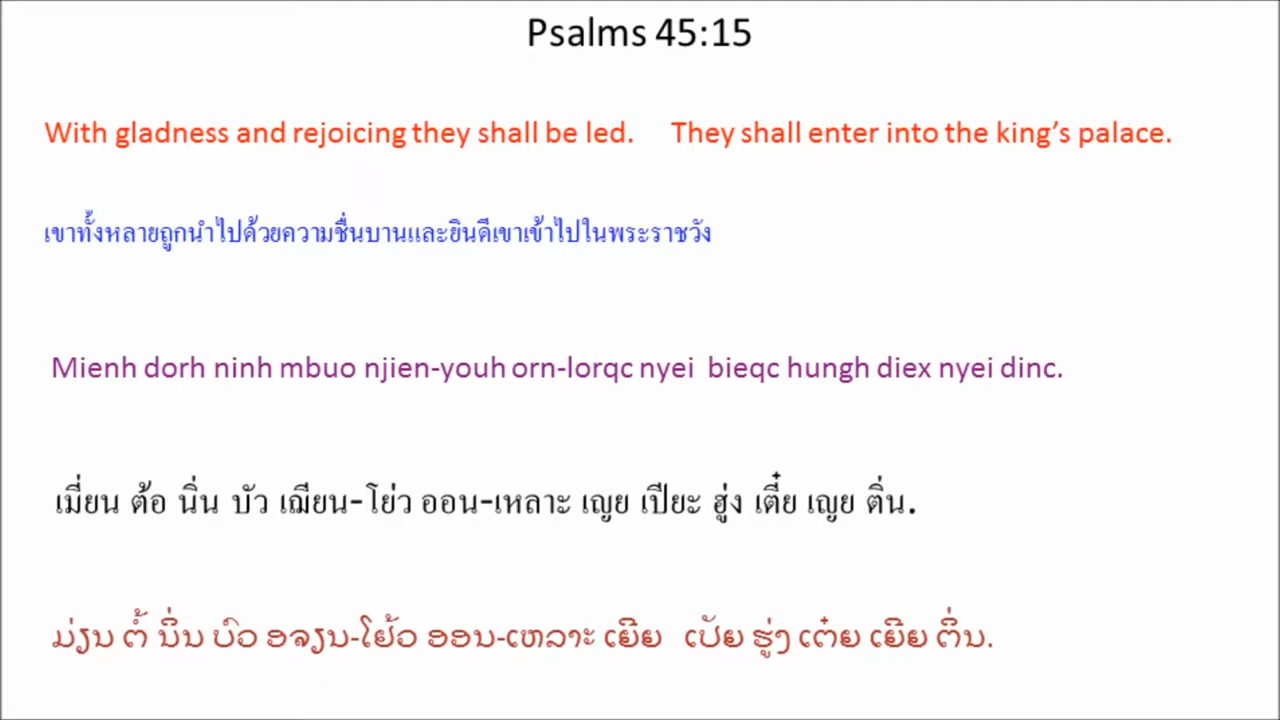 Psalms 45:15
With gladness and rejoicing they shall be led. They shall enter into the king’s palace.
เขาทั้งหลายถูกนำไปด้วยความชื่นบานและยินดีเขาเข้าไปในพระราชวัง
Mienh dorh ninh mbuo njien-youh orn-lorqc nyei bieqc hungh diex nyei dinc.
เมี่ยน ต้อ นิ่น บัว เฌียน-โย่ว ออน-เหลาะ เญย เปียะ ฮู่ง เตี๋ย เญย ติ่น.
ມ່ຽນ ຕໍ້ ນິ່ນ ບົວ ອຈຽນ-ໂຢ້ວ ອອນ-ເຫລາະ ເຍີຍ ເປັຍ ຮູ່ງ ເຕ໋ຍ ເຍີຍ ຕິ່ນ.